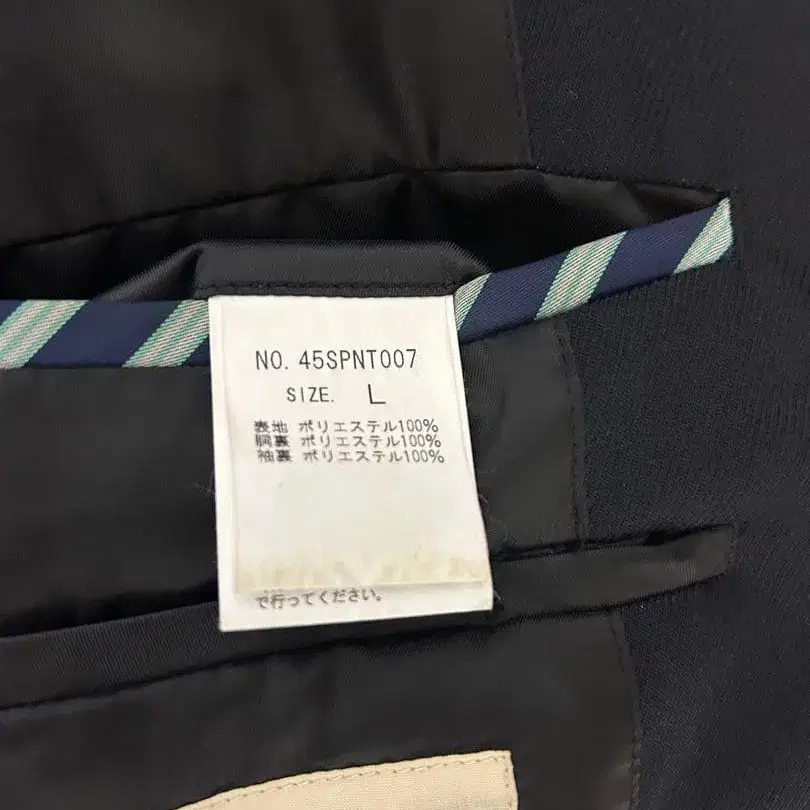 NO. 45SPNT007
SIZE. L
表地 ポリエステル100%
胴裏 ポリエステル100%
袖裏 ポリエステル100%
で行ってください。